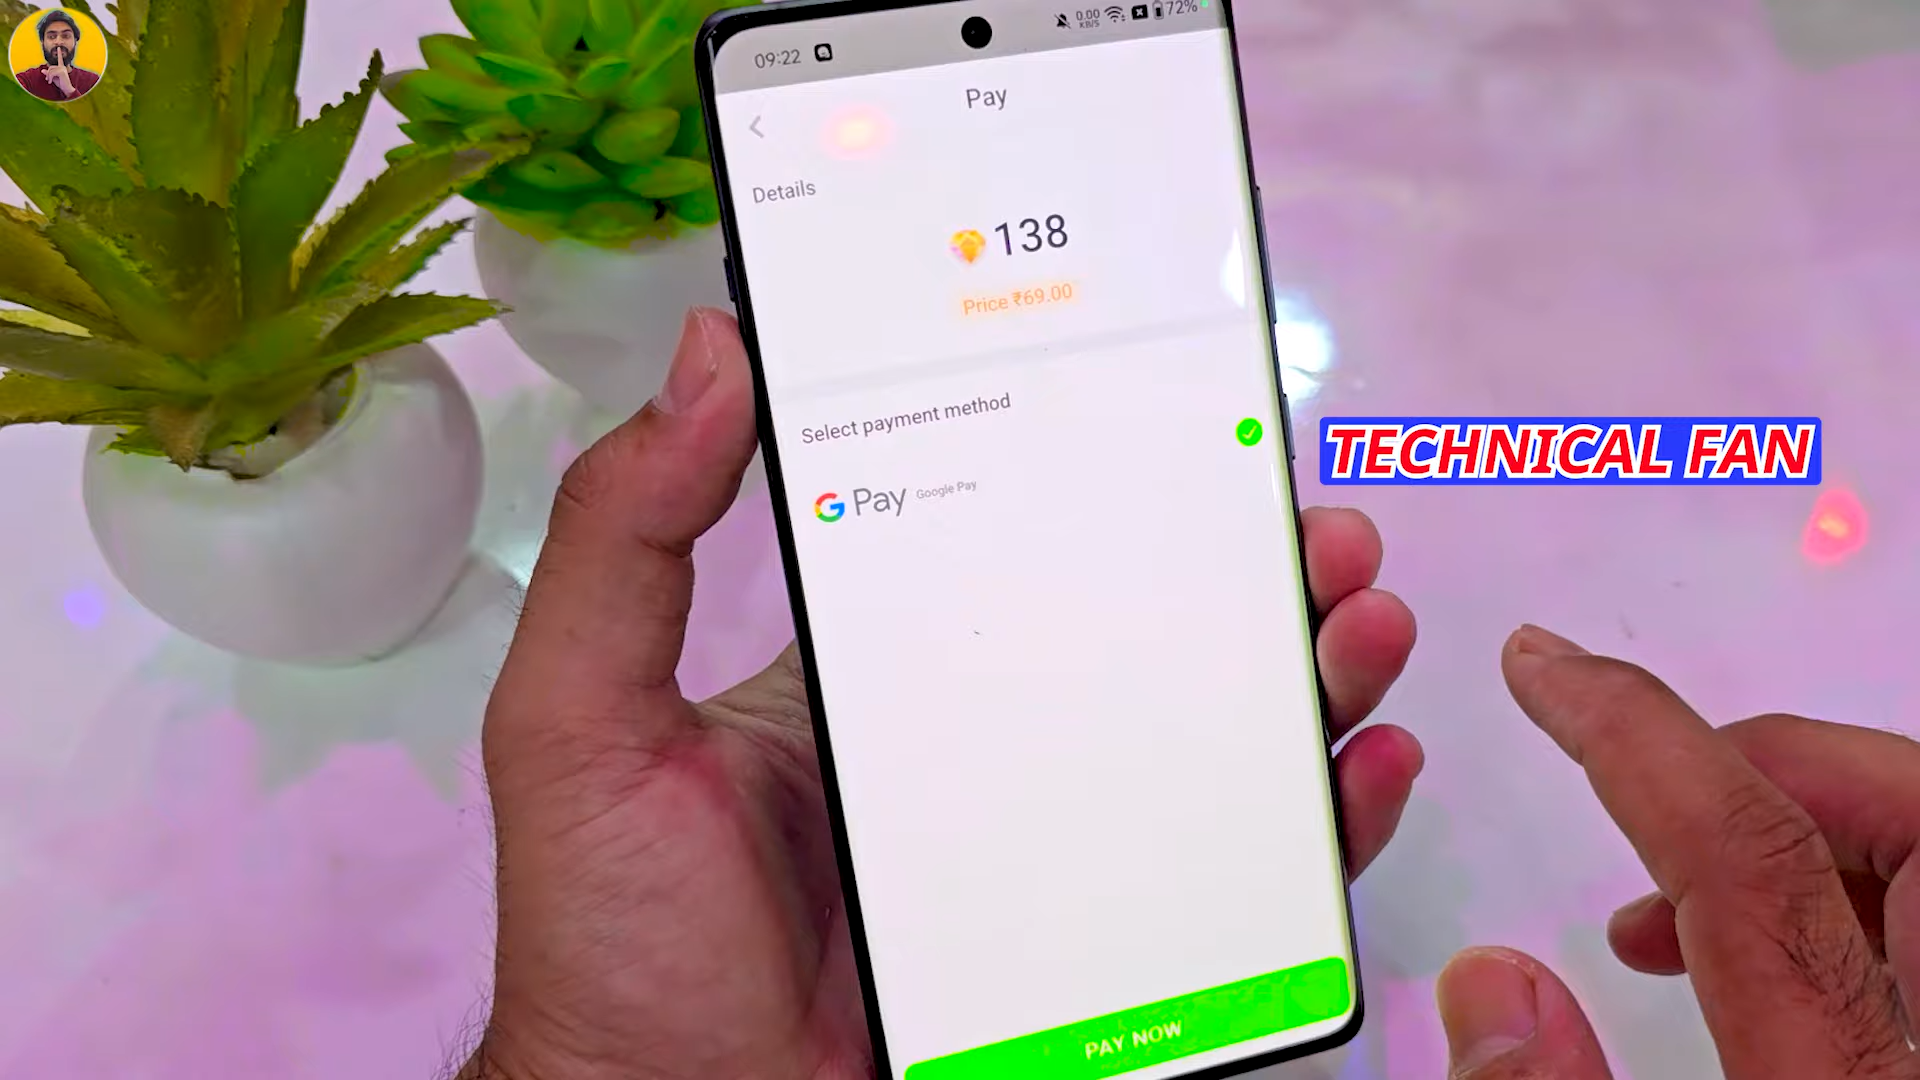 09:22
0.00
KB/S
72%
Pay
Details
138
Price ₹69.00
Select payment method
G Pay Google Pay
TECHNICAL FAN
PAY NOW